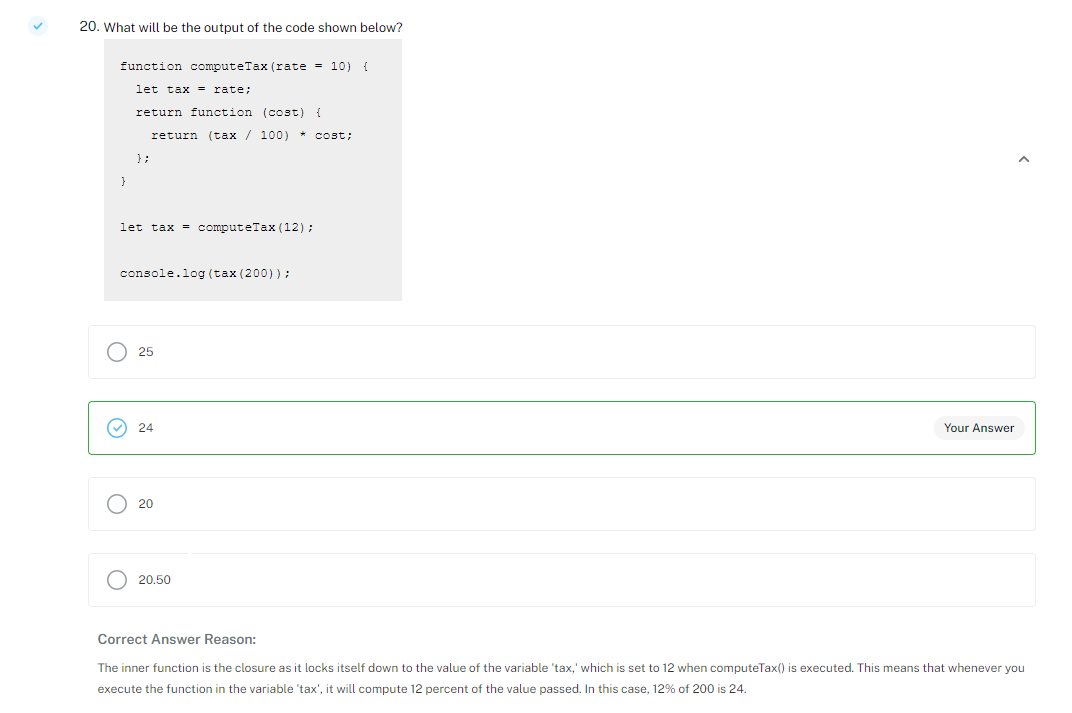 20. What will be the output of the code shown below?
function computeTax(rate = 10) {
  let tax = rate;
  return function (cost) {
    return (tax / 100) * cost;
  };
}
let tax = computeTax(12);
console.log(tax(200));
25
24 Your Answer
20
20.50
Correct Answer Reason:
The inner function is the closure as it locks itself down to the value of the variable 'tax,' which is set to 12 when computeTax() is executed. This means that whenever you
execute the function in the variable 'tax', it will compute 12 percent of the value passed. In this case, 12% of 200 is 24.